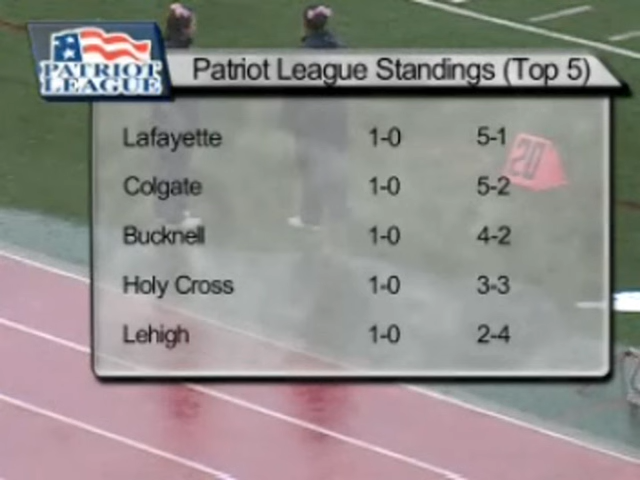 PATRIOT
LEAGUE
Patriot League Standings (Top 5)
Lafayette 1-0 5-1
20
Colgate 1-0 5-2
Bucknell 1-0 4-2
Holy Cross 1-0 3-3
Lehigh 1-0 2-4